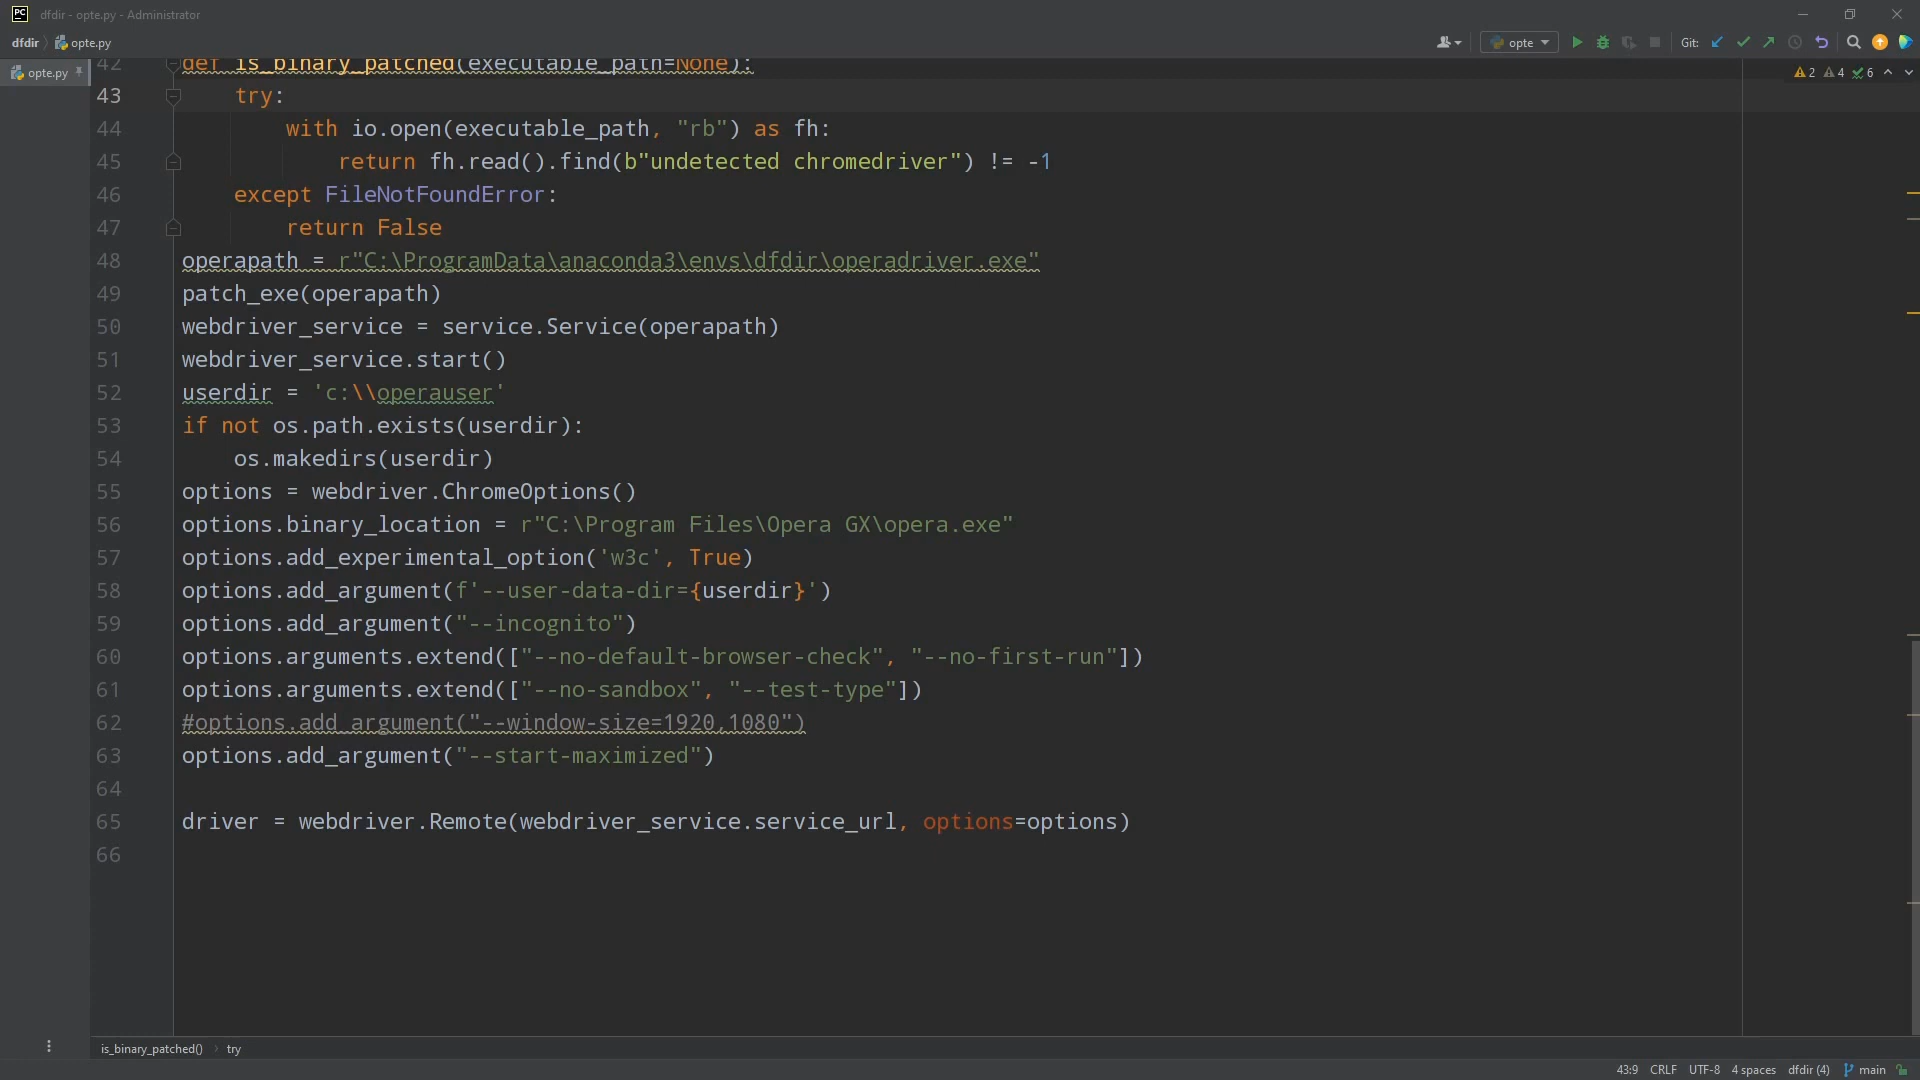 PC dfdir - opte.py - Administrator
dfdir opte.py opte Git:
opte.py 2 4 6
42 def is_binary_patched(executable_path=None):
43 try:
44 with io.open(executable_path, "rb") as fh:
45 return fh.read().find(b"undetected chromedriver") != -1
46 except FileNotFoundError:
47 return False
48 operapath = r"C:\ProgramData\anaconda3\envs\dfdir\operadriver.exe"
49 patch_exe(operapath)
50 webdriver_service = service.Service(operapath)
51 webdriver_service.start()
52 userdir = 'c:\\operauser'
53 if not os.path.exists(userdir):
54 os.makedirs(userdir)
55 options = webdriver.ChromeOptions()
56 options.binary_location = r"C:\Program Files\Opera GX\opera.exe"
57 options.add_experimental_option('w3c', True)
58 options.add_argument(f'--user-data-dir={userdir}')
59 options.add_argument("--incognito")
60 options.arguments.extend(["--no-default-browser-check", "--no-first-run"])
61 options.arguments.extend(["--no-sandbox", "--test-type"])
62 #options.add_argument("--window-size=1920,1080")
63 options.add_argument("--start-maximized")
64
65 driver = webdriver.Remote(webdriver_service.service_url, options=options)
66
is_binary_patched() try
43:9 CRLF UTF-8 4 spaces dfdir (4) main